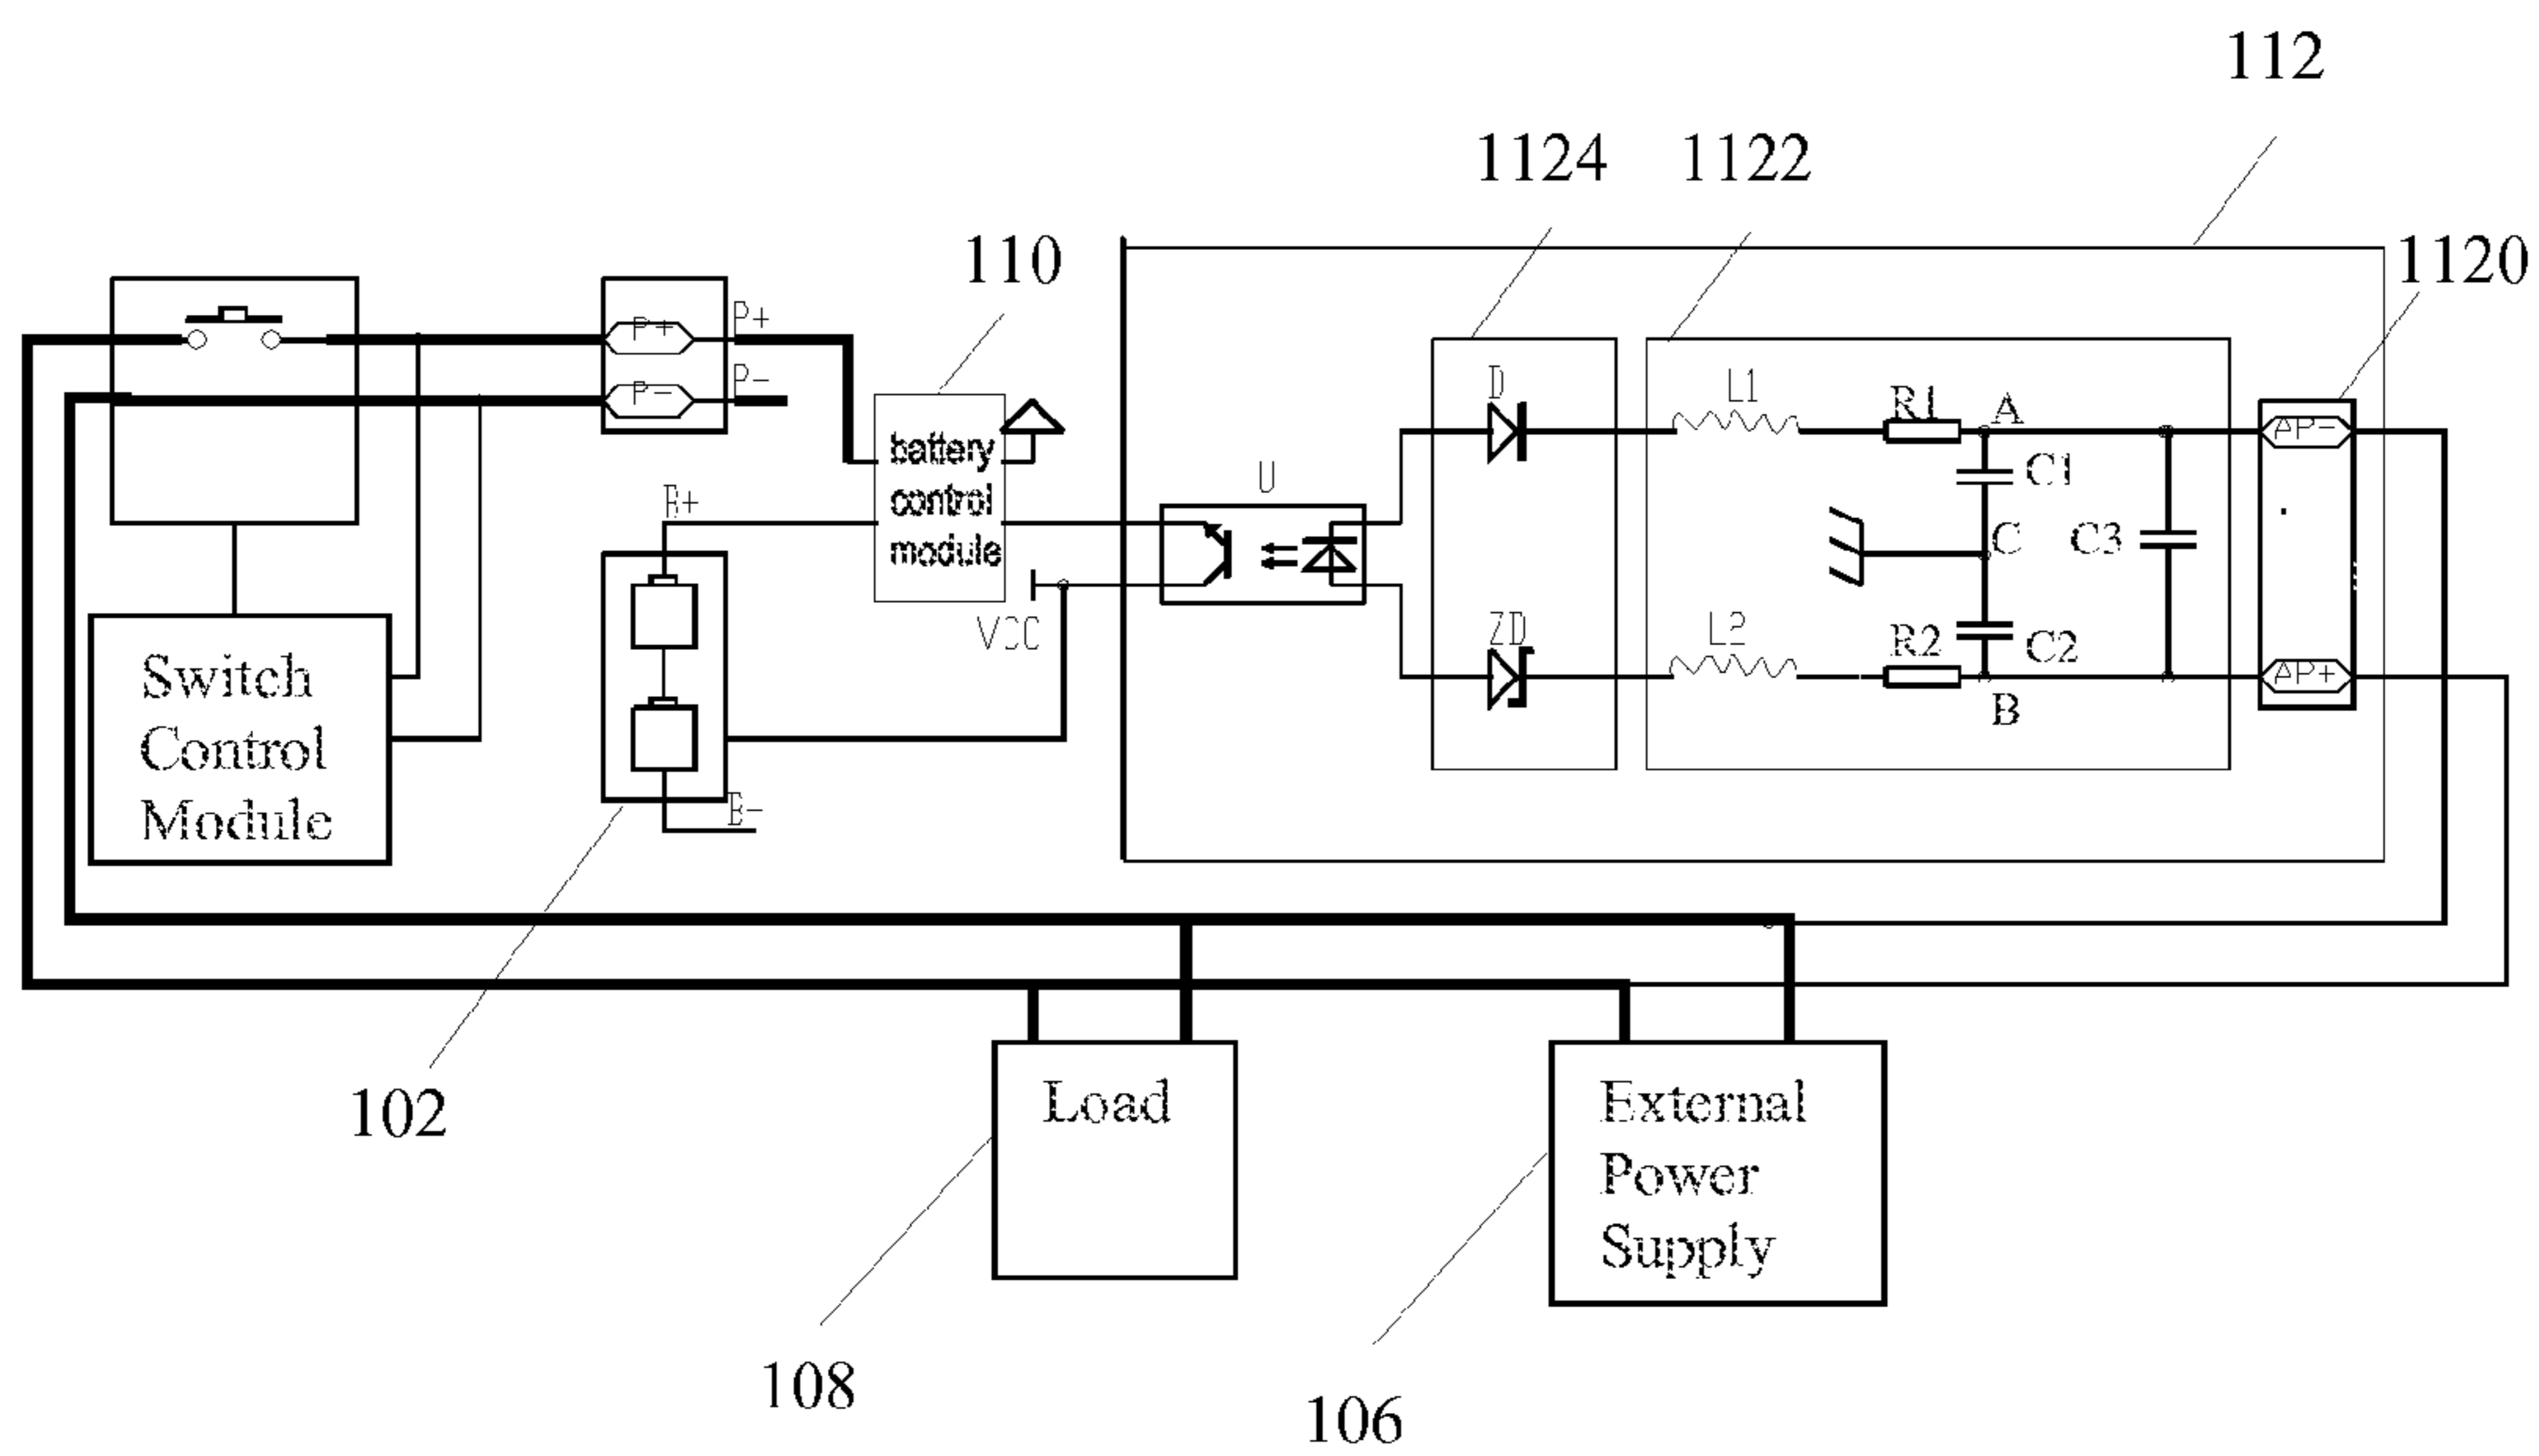 112
1124
1122
110
1120
P+
P+
P-
P-
D
L1
R1
A
battery
control
module
AP-
C1
U
B+
C
C3
VCC
ZD
L2
R2
C2
AP+
B
Switch
Control
Module
B-
102
Load
External
Power
Supply
108
106